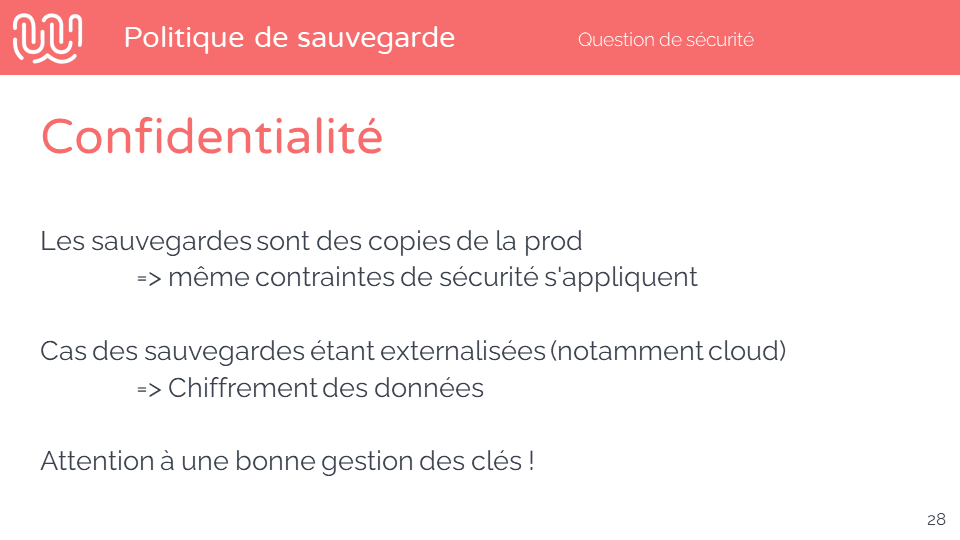 Politique de sauvegarde
Question de sécurité
Confidentialité
Les sauvegardes sont des copies de la prod
=> même contraintes de sécurité s'appliquent
Cas des sauvegardes étant externalisées (notamment cloud)
=> Chiffrement des données
Attention à une bonne gestion des clés !
28